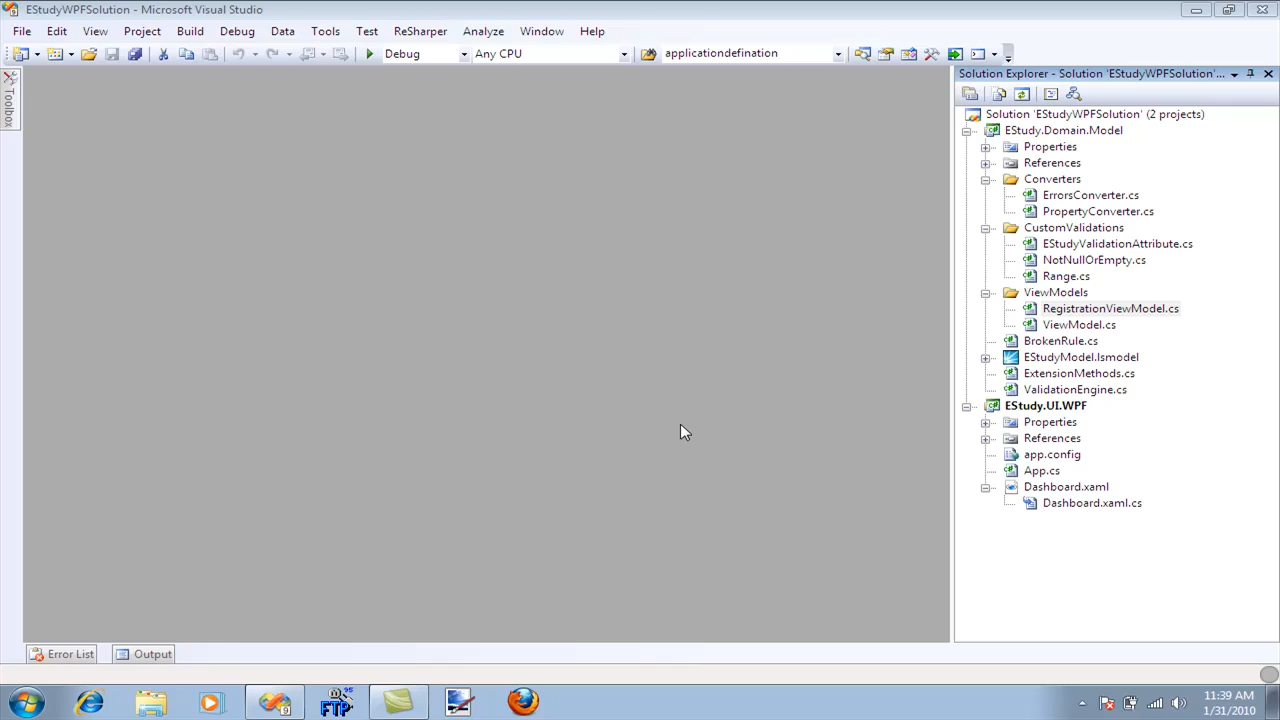 EStudyWPFSolution - Microsoft Visual Studio
File Edit View Project Build Debug Data Tools Test ReSharper Analyze Window Help
Debug Any CPU applicationdefination
Toolbox
Solution Explorer - Solution 'EStudyWPFSolution'...
Solution 'EStudyWPFSolution' (2 projects)
EStudy.Domain.Model
Properties
References
Converters
ErrorsConverter.cs
PropertyConverter.cs
CustomValidations
EStudyValidationAttribute.cs
NotNullOrEmpty.cs
Range.cs
ViewModels
RegistrationViewModel.cs
ViewModel.cs
BrokenRule.cs
EStudyModel.lsmodel
ExtensionMethods.cs
ValidationEngine.cs
EStudy.UI.WPF
Properties
References
app.config
App.cs
Dashboard.xaml
Dashboard.xaml.cs
Error List Output
FTP
11:39 AM
1/31/2010